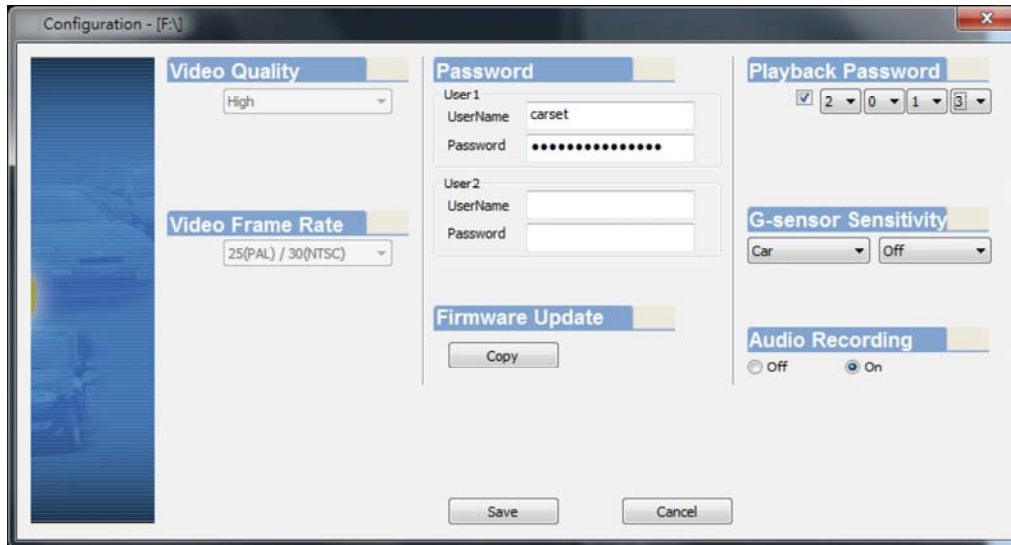 Configuration - [F:\]
Video Quality
High
Video Frame Rate
25(PAL) / 30(NTSC)
Password
User1
UserName carset
Password •••••••••••••••
User2
UserName
Password
Firmware Update
Copy
Playback Password
2 0 1 3
G-sensor Sensitivity
Car Off
Audio Recording
Off On
Save Cancel